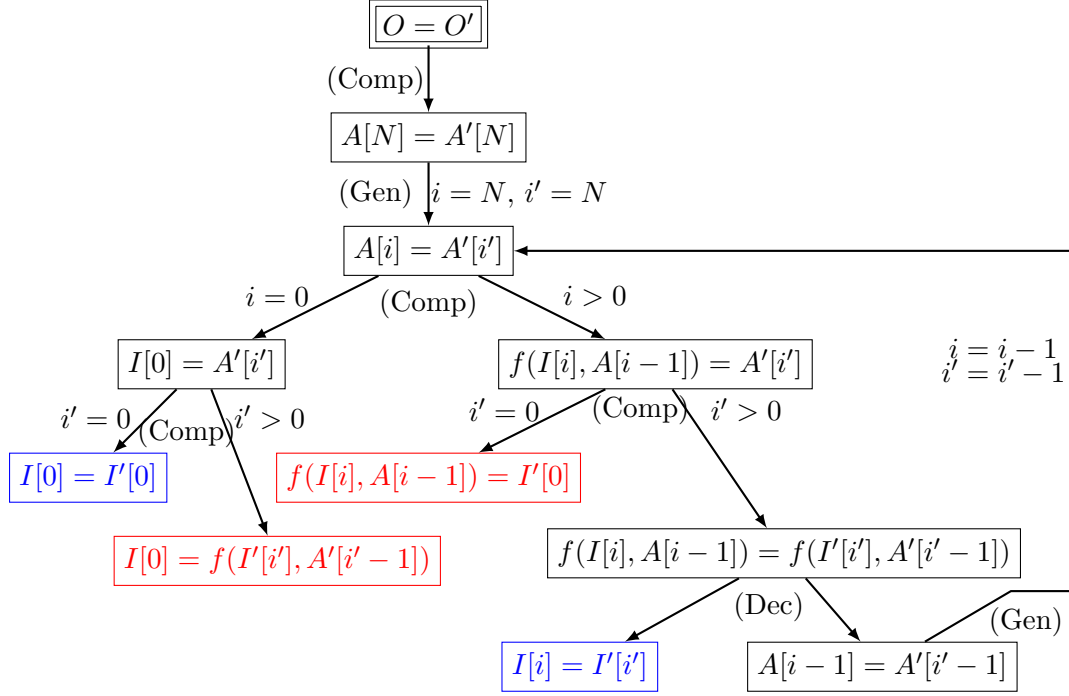 O = O′
(Comp)
A[N] = A′[N]
(Gen) i = N, i′ = N
A[i] = A′[i′]
i = 0 (Comp) i > 0
I[0] = A′[i′]
f(I[i], A[i − 1]) = A′[i′]
i = i − 1
i′ = i′ − 1
i′ = 0 (Comp) i′ > 0
i′ = 0 (Comp) i′ > 0
I[0] = I′[0]
f(I[i], A[i − 1]) = I′[0]
I[0] = f(I′[i′], A′[i′ − 1])
f(I[i], A[i − 1]) = f(I′[i′], A′[i′ − 1])
(Dec)
(Gen)
I[i] = I′[i′]
A[i − 1] = A′[i′ − 1]